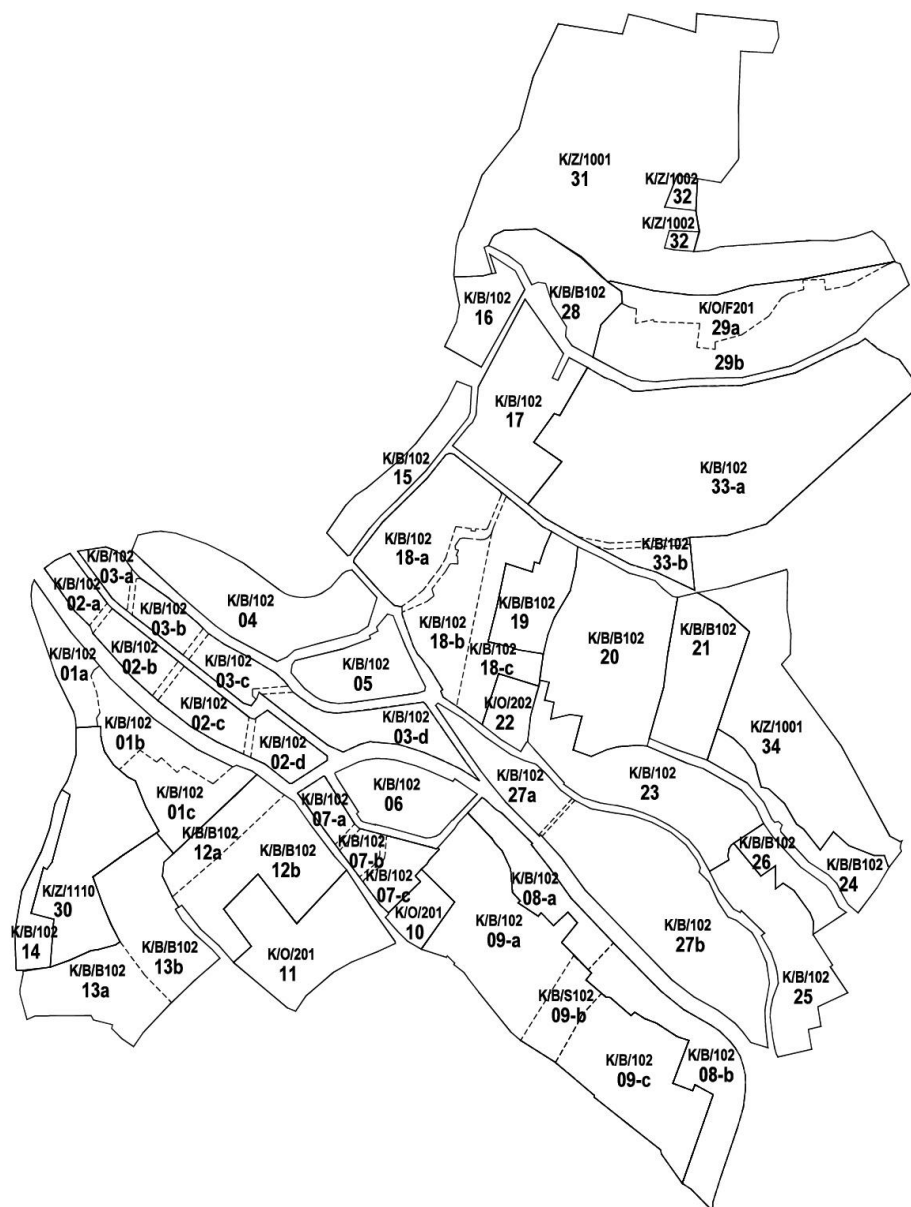 K/Z/1001
31
K/Z/1002
32
K/Z/1002
32
K/B/B102
28
K/B/102
16
K/O/F201
29a
29b
K/B/102
17
K/B/102
15
K/B/102
33-a
K/B/102
18-a
K/B/102
33-b
K/B/102
03-a
K/B/102
02-a
K/B/102
03-b
K/B/102
04
K/B/B102
19
K/B/102
18-b
K/B/B102
20
K/B/B102
21
K/B/102
01a
K/B/102
02-b
K/B/102
03-c
K/B/102
05
K/B/102
18-c
K/O/202
22
K/B/102
02-c
K/B/102
01b
K/B/102
02-d
K/B/102
03-d
K/Z/1001
34
K/B/102
27a
K/B/102
23
K/B/102
01c
K/B/102
07-a
K/B/102
06
K/B/B102
12a
K/B/B102
12b
K/B/102
07-b
K/B/B102
26
K/B/B102
24
K/B/102
07-c
K/Z/1110
30
K/B/102
08-a
K/O/201
10
K/B/102
09-a
K/B/102
14
K/B/B102
13b
K/O/201
11
K/B/102
27b
K/B/B102
13a
K/B/S102
09-b
K/B/102
25
K/B/102
09-c
K/B/102
08-b